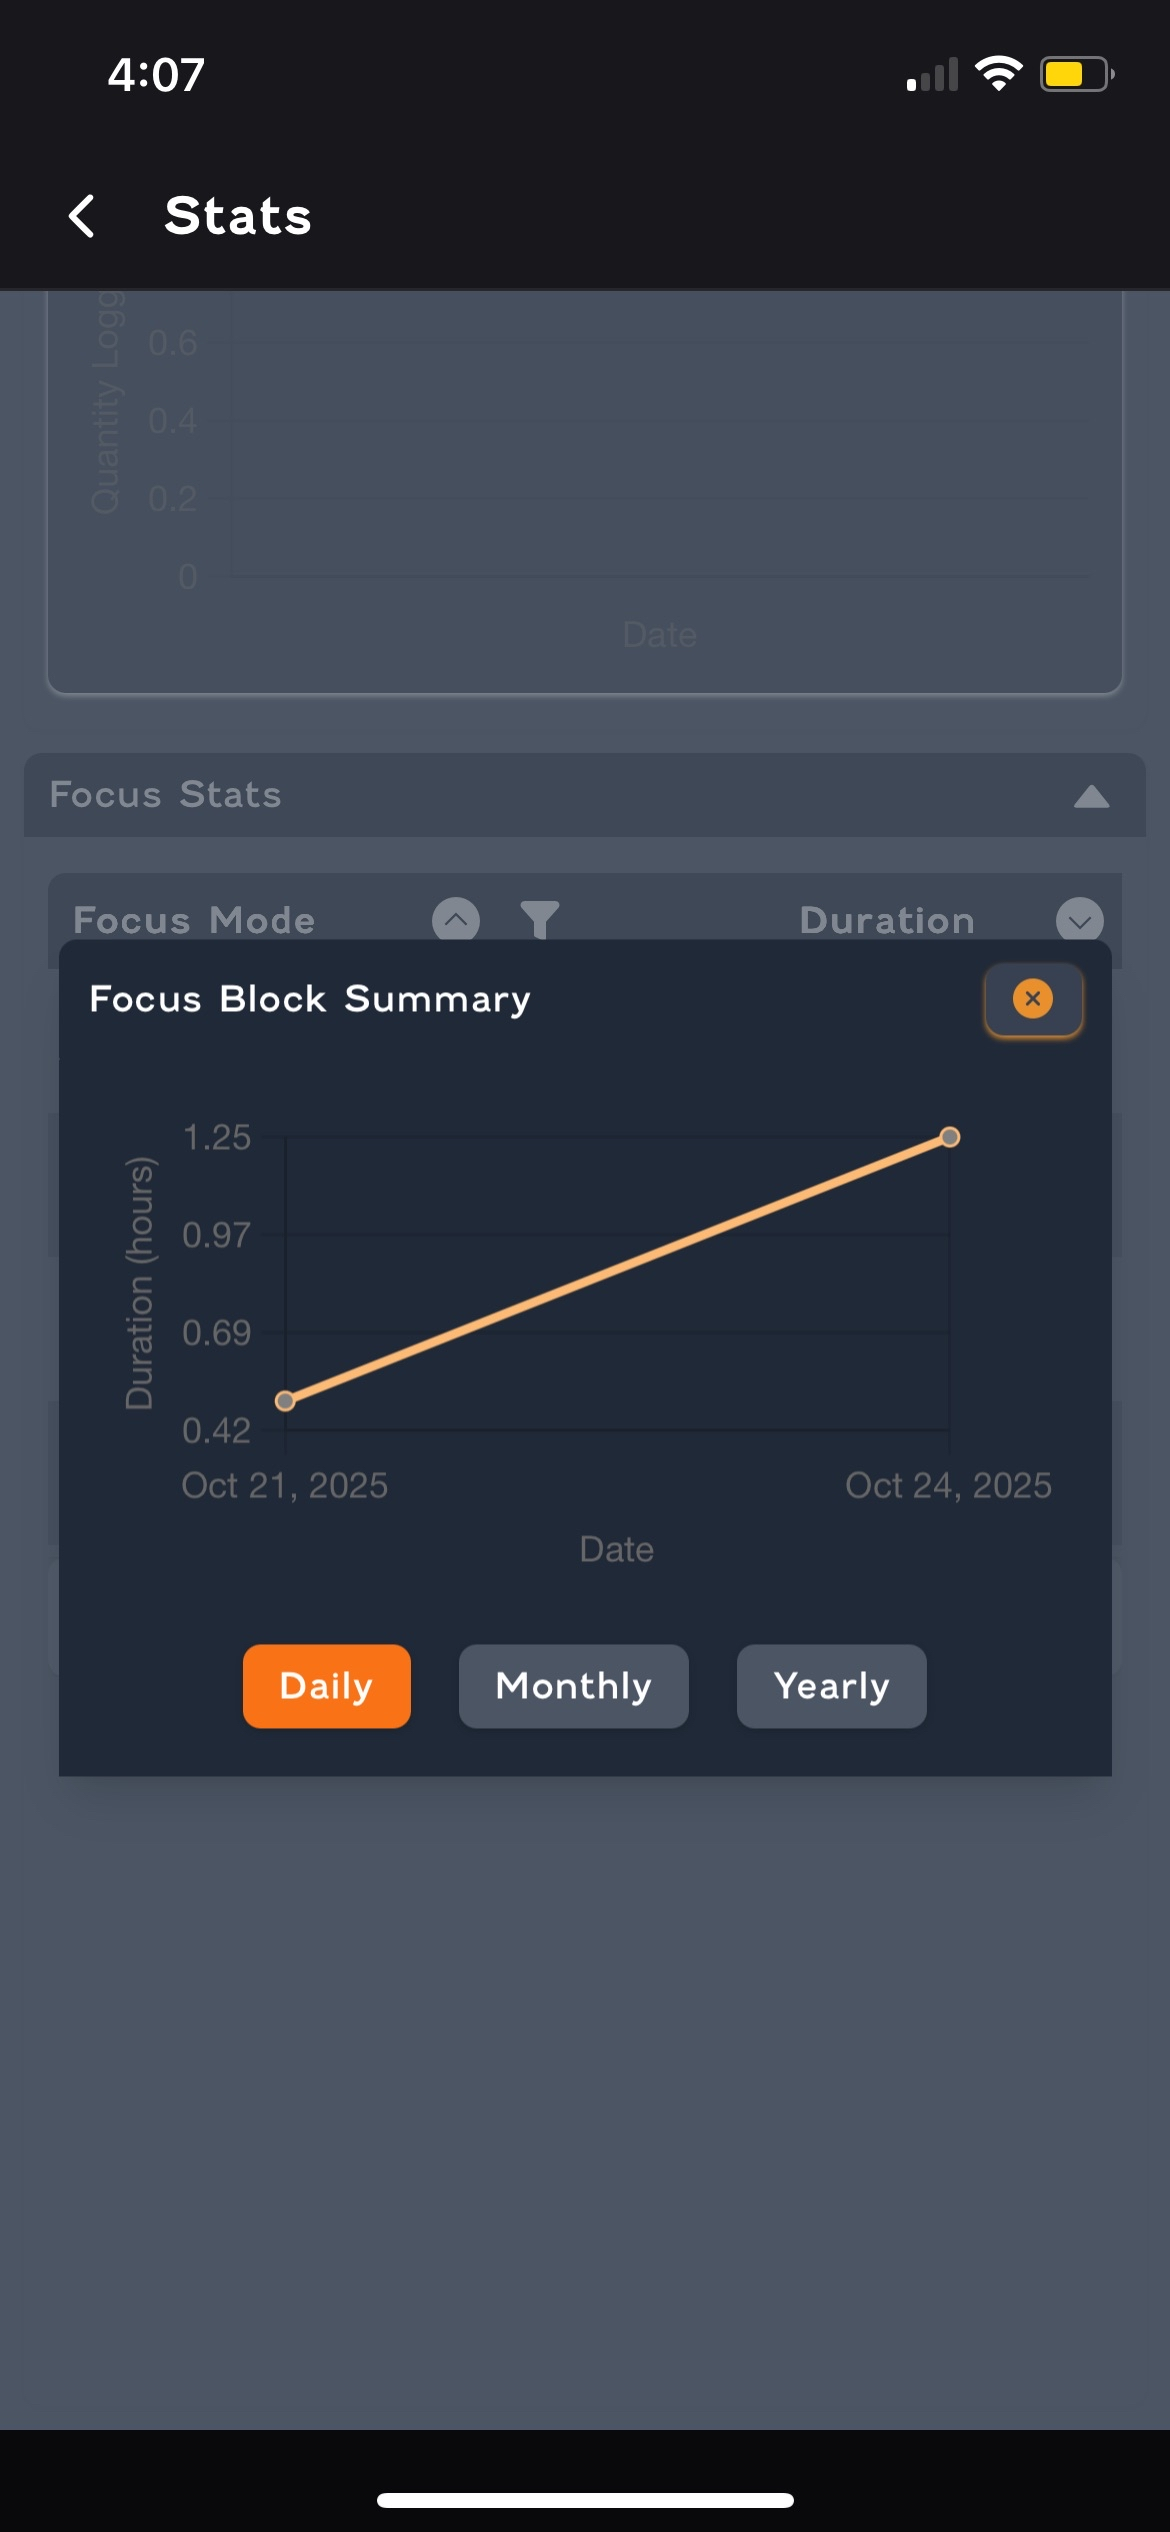 4:07
Stats
Quantity Logg
0.6
0.4
0.2
0
Date
Focus Stats
Focus Mode
Duration
Focus Block Summary
Duration (hours)
1.25
0.97
0.69
0.42
Oct 21, 2025
Oct 24, 2025
Date
Daily
Monthly
Yearly